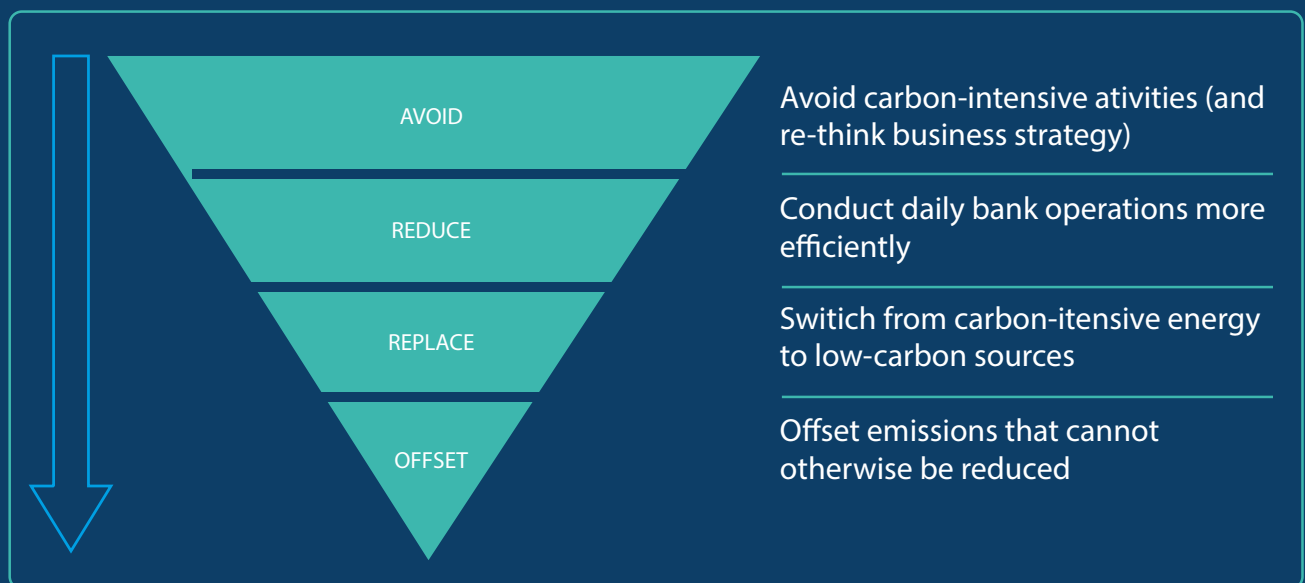 AVOID
Avoid carbon-intensive ativities (and
re-think business strategy)
REDUCE
Conduct daily bank operations more
efficiently
REPLACE
Switich from carbon-itensive energy
to low-carbon sources
OFFSET
Offset emissions that cannot
otherwise be reduced